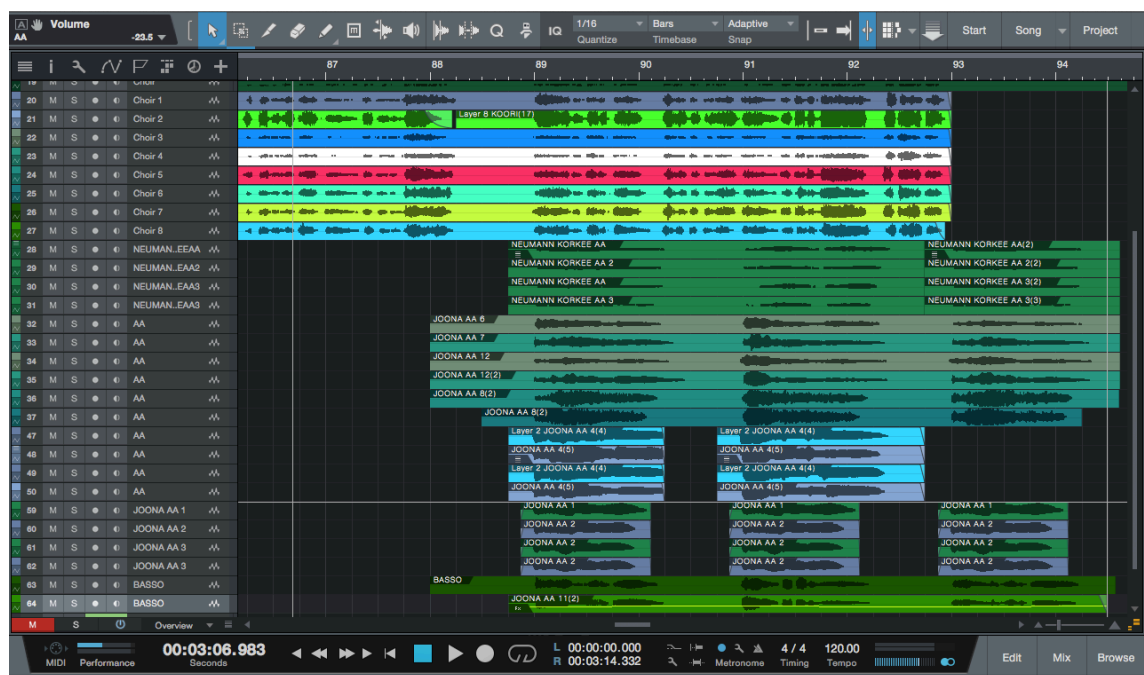 A Volume 1/16 Bars Adaptive
AA -23.5 Q IQ Quantize Timebase Snap Start Song Project
87 88 89 90 91 92 93 94
19 M S Choir
20 M S Choir 1
21 M S Choir 2 Layer 8 KOORI(17)
22 M S Choir 3
23 M S Choir 4
24 M S Choir 5
25 M S Choir 6
26 M S Choir 7
27 M S Choir 8
28 M S NEUMAN..EEAA NEUMANN KORKEE AA NEUMANN KORKEE AA(2)
29 M S NEUMAN..EAA2 NEUMANN KORKEE AA 2 NEUMANN KORKEE AA 2(2)
30 M S NEUMAN..EAA3 NEUMANN KORKEE AA NEUMANN KORKEE AA 3(2)
31 M S NEUMAN..EAA3 NEUMANN KORKEE AA 3 NEUMANN KORKEE AA 3(3)
32 M S AA JOONA AA 6
33 M S AA JOONA AA 7
34 M S AA JOONA AA 12
35 M S AA JOONA AA 12(2)
36 M S AA JOONA AA 8(2)
37 M S AA JOONA AA 8(2)
47 M S AA Layer 2 JOONA AA 4(4) Layer 2 JOONA AA 4(4)
48 M S AA JOONA AA 4(5) JOONA AA 4(5)
49 M S AA Layer 2 JOONA AA 4(4) Layer 2 JOONA AA 4(4)
50 M S AA JOONA AA 4(5) JOONA AA 4(5)
59 M S JOONA AA 1 JOONA AA 1 JOONA AA 1 JOONA AA 1
60 M S JOONA AA 2 JOONA AA 2 JOONA AA 2 JOONA AA 2
61 M S JOONA AA 3 JOONA AA 2 JOONA AA 2 JOONA AA 2
62 M S JOONA AA 3 JOONA AA 2 JOONA AA 2 JOONA AA 2
63 M S BASSO BASSO
64 M S BASSO JOONA AA 11(2)
Fx
M S Overview
00:03:06.983 L 00:00:00.000 4 / 4 120.00
MIDI Performance Seconds R 00:03:14.332 Metronome Timing Tempo Edit Mix Browse